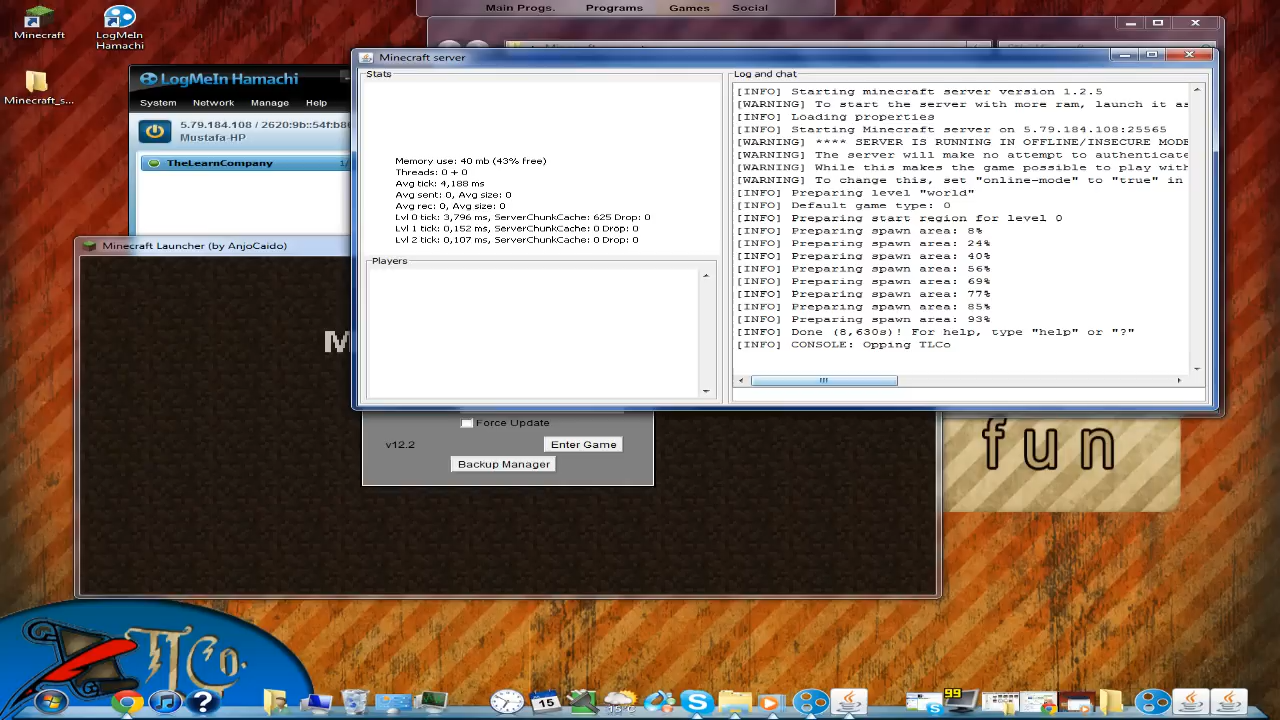 Main Progs. Programs Games Social
Minecraft
LogMeIn
Hamachi
Minecraft_s...
LogMeIn Hamachi
System Network Manage Help
5.79.184.108 / 2620:9b::54f:b86
Mustafa-HP
TheLearnCompany 1/
Minecraft server
Stats
Memory use: 40 mb (43% free)
Threads: 0 + 0
Avg tick: 4,188 ms
Avg sent: 0, Avg size: 0
Avg rec: 0, Avg size: 0
Lvl 0 tick: 3,796 ms, ServerChunkCache: 625 Drop: 0
Lvl 1 tick: 0,152 ms, ServerChunkCache: 0 Drop: 0
Lvl 2 tick: 0,107 ms, ServerChunkCache: 0 Drop: 0
Players
Log and chat
[INFO] Starting minecraft server version 1.2.5
[WARNING] To start the server with more ram, launch it as
[INFO] Loading properties
[INFO] Starting Minecraft server on 5.79.184.108:25565
[WARNING] **** SERVER IS RUNNING IN OFFLINE/INSECURE MODE
[WARNING] The server will make no attempt to authenticate
[WARNING] While this makes the game possible to play with
[WARNING] To change this, set "online-mode" to "true" in
[INFO] Preparing level "world"
[INFO] Default game type: 0
[INFO] Preparing start region for level 0
[INFO] Preparing spawn area: 8%
[INFO] Preparing spawn area: 24%
[INFO] Preparing spawn area: 40%
[INFO] Preparing spawn area: 56%
[INFO] Preparing spawn area: 69%
[INFO] Preparing spawn area: 77%
[INFO] Preparing spawn area: 85%
[INFO] Preparing spawn area: 93%
[INFO] Done (8,630s)! For help, type "help" or "?"
[INFO] CONSOLE: Opping TLCo
Minecraft Launcher (by AnjoCaido)
M
Force Update
v12.2 Enter Game
Backup Manager
fun
TLCo.
15
15°C
99